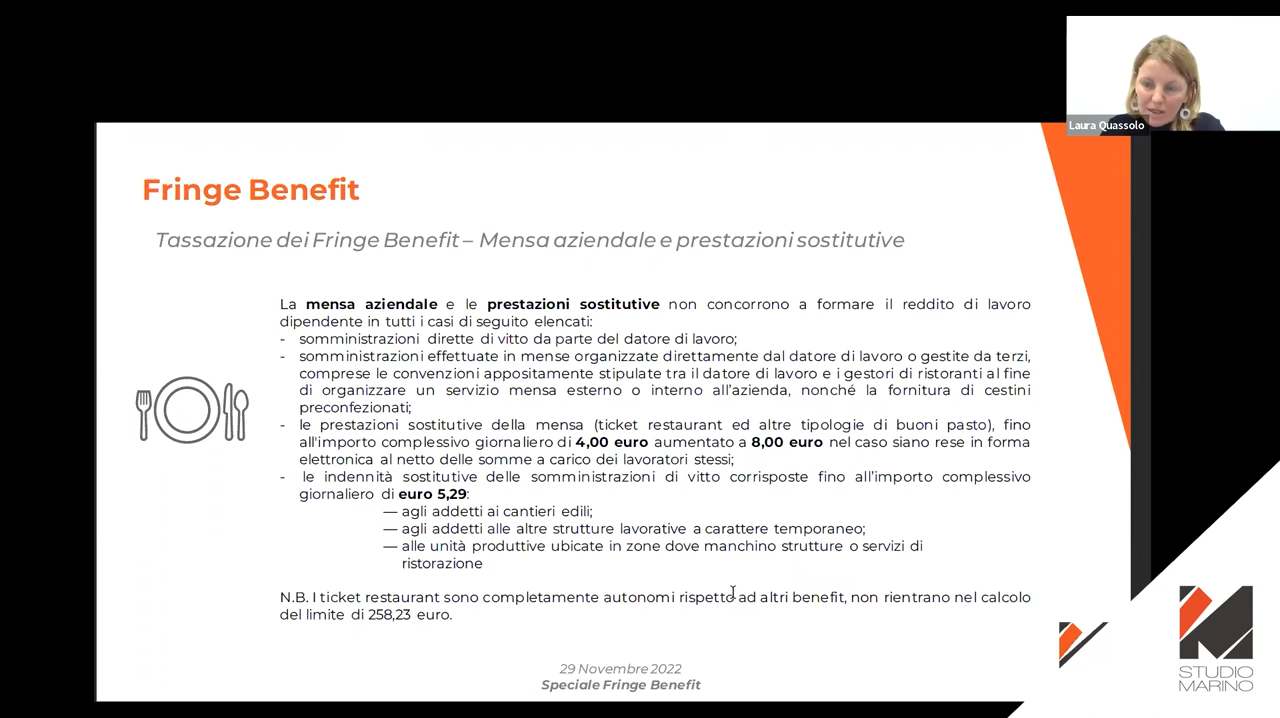 Laura Quassolo
Fringe Benefit
Tassazione dei Fringe Benefit – Mensa aziendale e prestazioni sostitutive
La mensa aziendale e le prestazioni sostitutive non concorrono a formare il reddito di lavoro
dipendente in tutti i casi di seguito elencati:
- somministrazioni dirette di vitto da parte del datore di lavoro;
- somministrazioni effettuate in mense organizzate direttamente dal datore di lavoro o gestite da terzi,
comprese le convenzioni appositamente stipulate tra il datore di lavoro e i gestori di ristoranti al fine
di organizzare un servizio mensa esterno o interno all’azienda, nonché la fornitura di cestini
preconfezionati;
- le prestazioni sostitutive della mensa (ticket restaurant ed altre tipologie di buoni pasto), fino
all'importo complessivo giornaliero di 4,00 euro aumentato a 8,00 euro nel caso siano rese in forma
elettronica al netto delle somme a carico dei lavoratori stessi;
- le indennità sostitutive delle somministrazioni di vitto corrisposte fino all’importo complessivo
giornaliero di euro 5,29:
— agli addetti ai cantieri edili;
— agli addetti alle altre strutture lavorative a carattere temporaneo;
— alle unità produttive ubicate in zone dove manchino strutture o servizi di
ristorazione
N.B. I ticket restaurant sono completamente autonomi rispetto ad altri benefit, non rientrano nel calcolo
del limite di 258,23 euro.
29 Novembre 2022
Speciale Fringe Benefit
STUDIO
MARINO